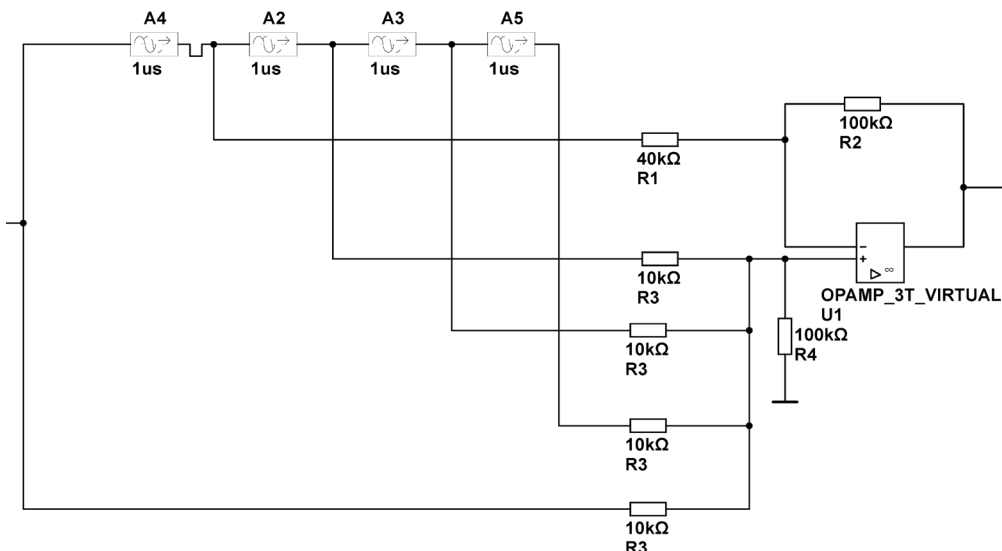 A4
A2
A3
A5
1us
1us
1us
1us
100kΩ
R2
40kΩ
R1
10kΩ
R3
−
+
∞
OPAMP_3T_VIRTUAL
U1
100kΩ
R4
10kΩ
R3
10kΩ
R3
10kΩ
R3